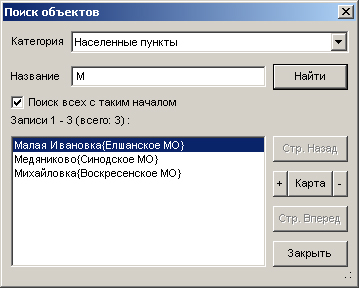 Поиск объектов
Категория Населенные пункты
Название М Найти
Поиск всех с таким началом
Записи 1 - 3 (всего: 3) :
Малая Ивановка{Елшанское МО}
Медяниково{Синодское МО}
Михайловка{Воскресенское МО}
Стр. Назад
+ Карта -
Стр. Вперед
Закрыть